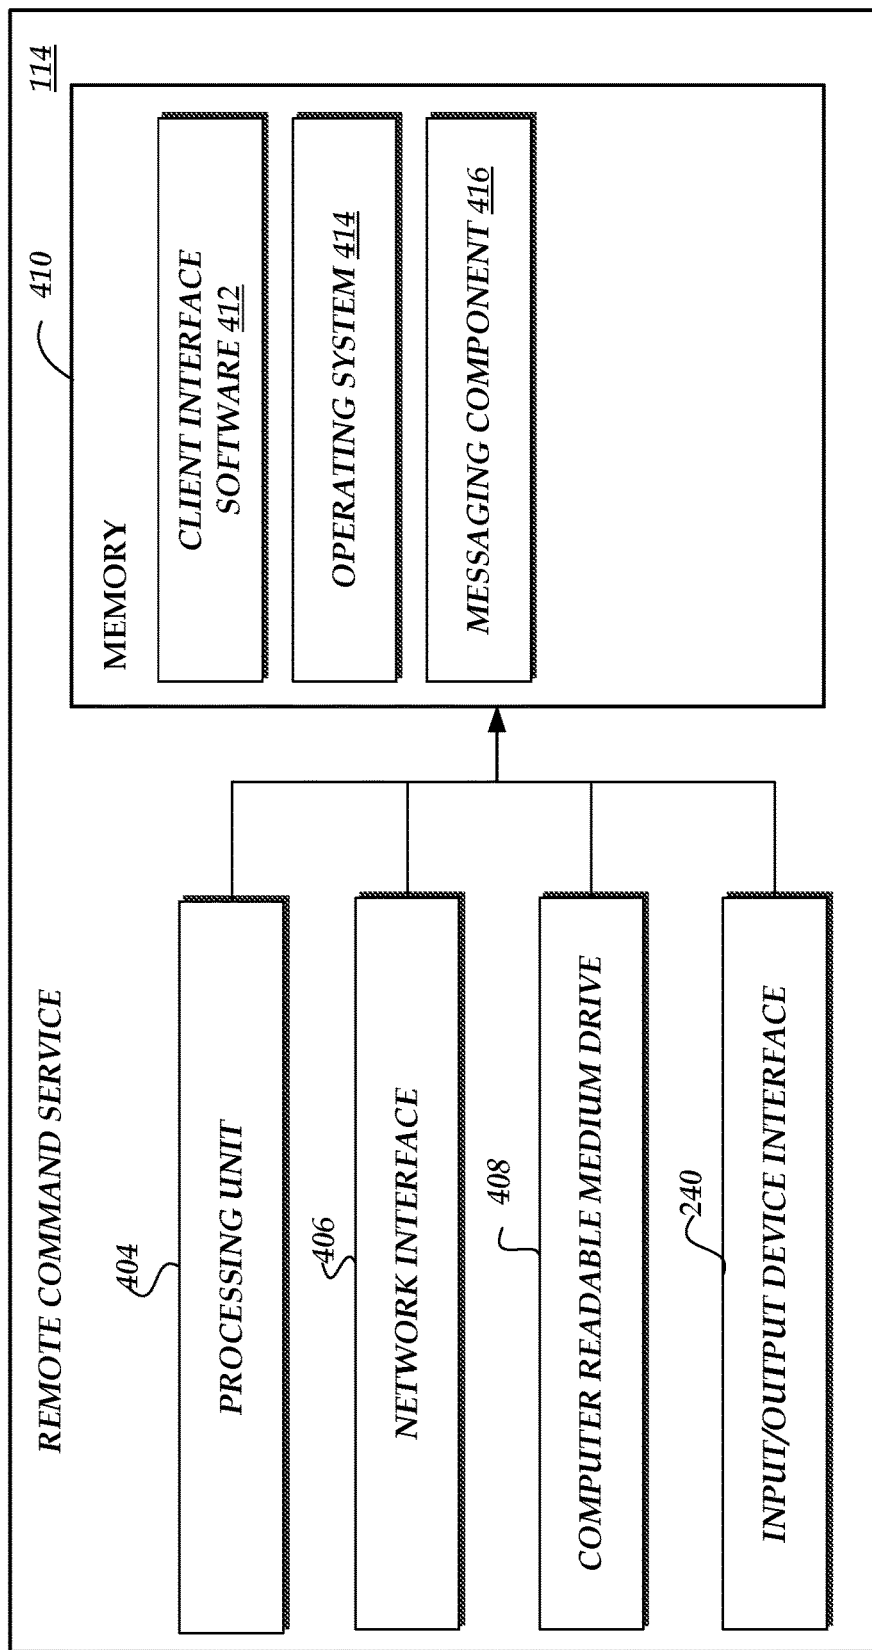 REMOTE COMMAND SERVICE
114
404
PROCESSING UNIT
406
NETWORK INTERFACE
408
COMPUTER READABLE MEDIUM DRIVE
240
INPUT/OUTPUT DEVICE INTERFACE
410
MEMORY
CLIENT INTERFACE
SOFTWARE 412
OPERATING SYSTEM 414
MESSAGING COMPONENT 416